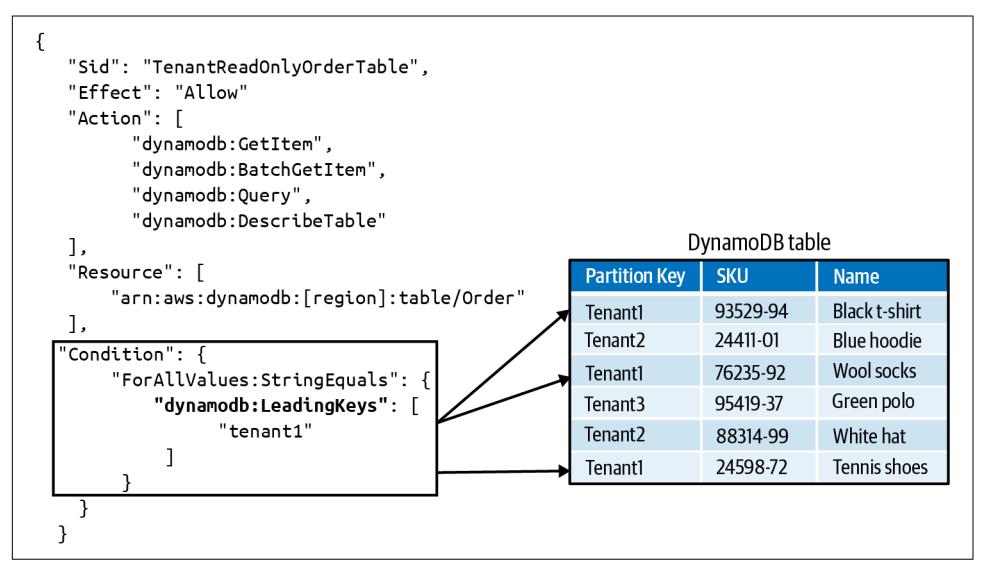 {
"Sid": "TenantReadOnlyOrderTable",
"Effect": "Allow"
"Action": [
"dynamodb:GetItem",
"dynamodb:BatchGetItem",
"dynamodb:Query",
"dynamodb:DescribeTable"
],
"Resource": [
"arn:aws:dynamodb:[region]:table/Order"
],
"Condition": {
"ForAllValues:StringEquals": {
"dynamodb:LeadingKeys": [
"tenant1"
]
}
}
}
DynamoDB table
Partition Key SKU Name
Tenant1 93529-94 Black t-shirt
Tenant2 24411-01 Blue hoodie
Tenant1 76235-92 Wool socks
Tenant3 95419-37 Green polo
Tenant2 88314-99 White hat
Tenant1 24598-72 Tennis shoes